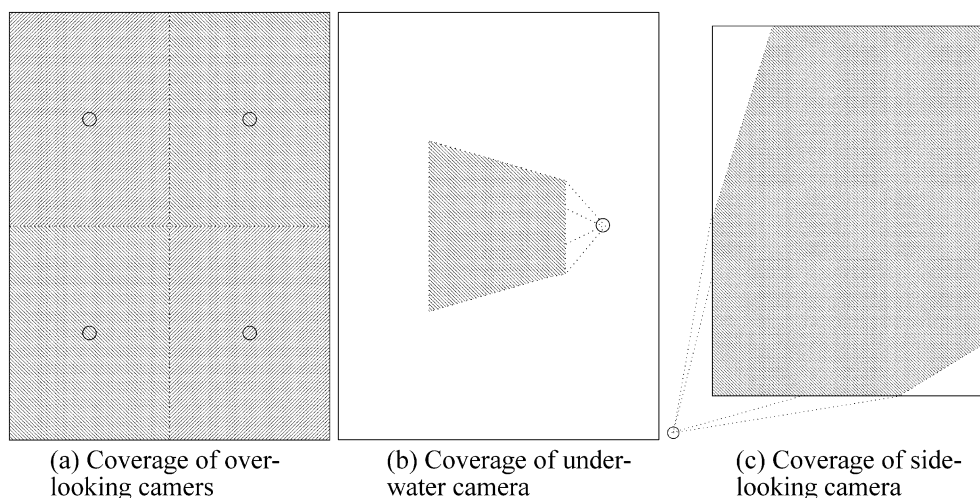 (a) Coverage of over-
looking camers
(b) Coverage of under-
water camera
(c) Coverage of side-
looking camera